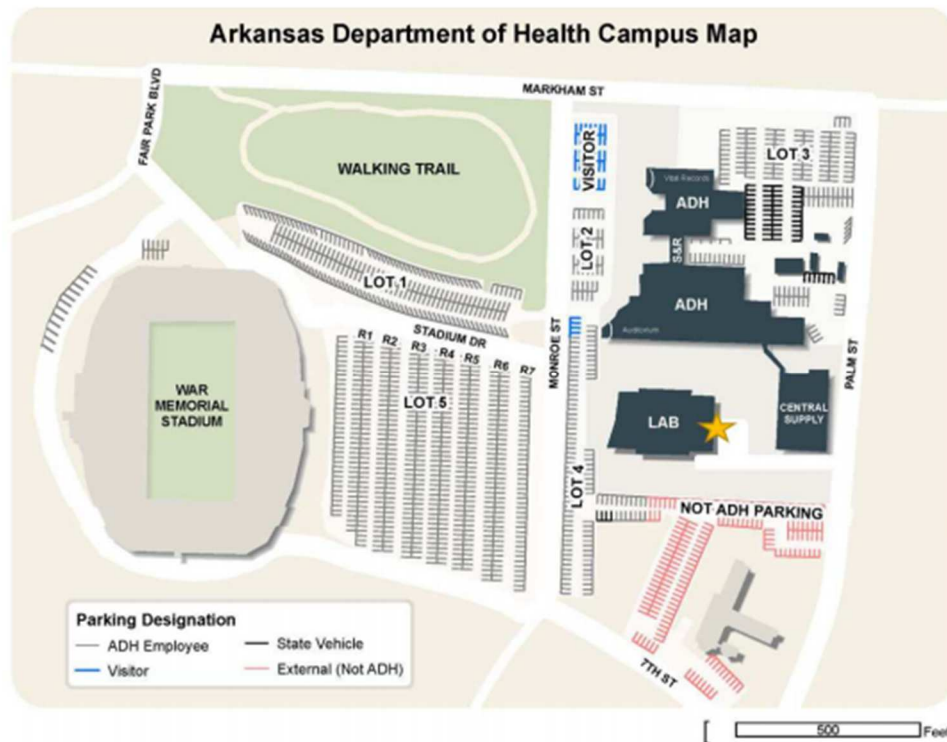 Arkansas Department of Health Campus Map
MARKHAM ST
FAIR PARK BLVD
VISITOR
LOT 3
WALKING TRAIL
Vital Records
ADH
S&R
LOT 2
LOT 1
ADH
Auditorium
STADIUM DR
MONROE ST
PALM ST
R1 R2 R3 R4 R5 R6 R7
WAR
MEMORIAL
STADIUM
LOT 5
LAB
CENTRAL
SUPPLY
LOT 4
NOT ADH PARKING
Parking Designation
ADH Employee
State Vehicle
Visitor
External (Not ADH)
7TH ST
500
Feet